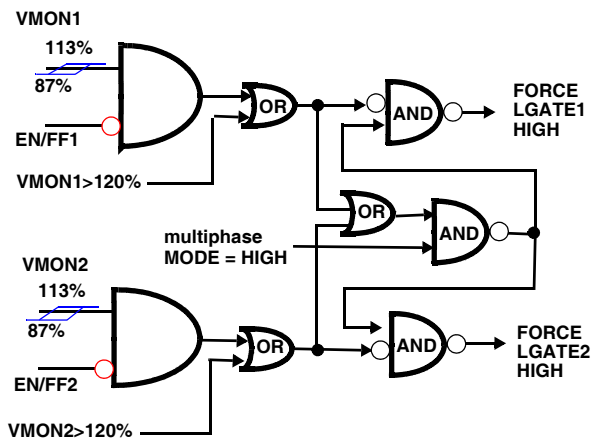 VMON1
113%
87%
EN/FF1
VMON1>120%
OR
AND
FORCE
LGATE1
HIGH
OR
AND
multiphase
MODE = HIGH
VMON2
113%
87%
EN/FF2
VMON2>120%
OR
AND
FORCE
LGATE2
HIGH